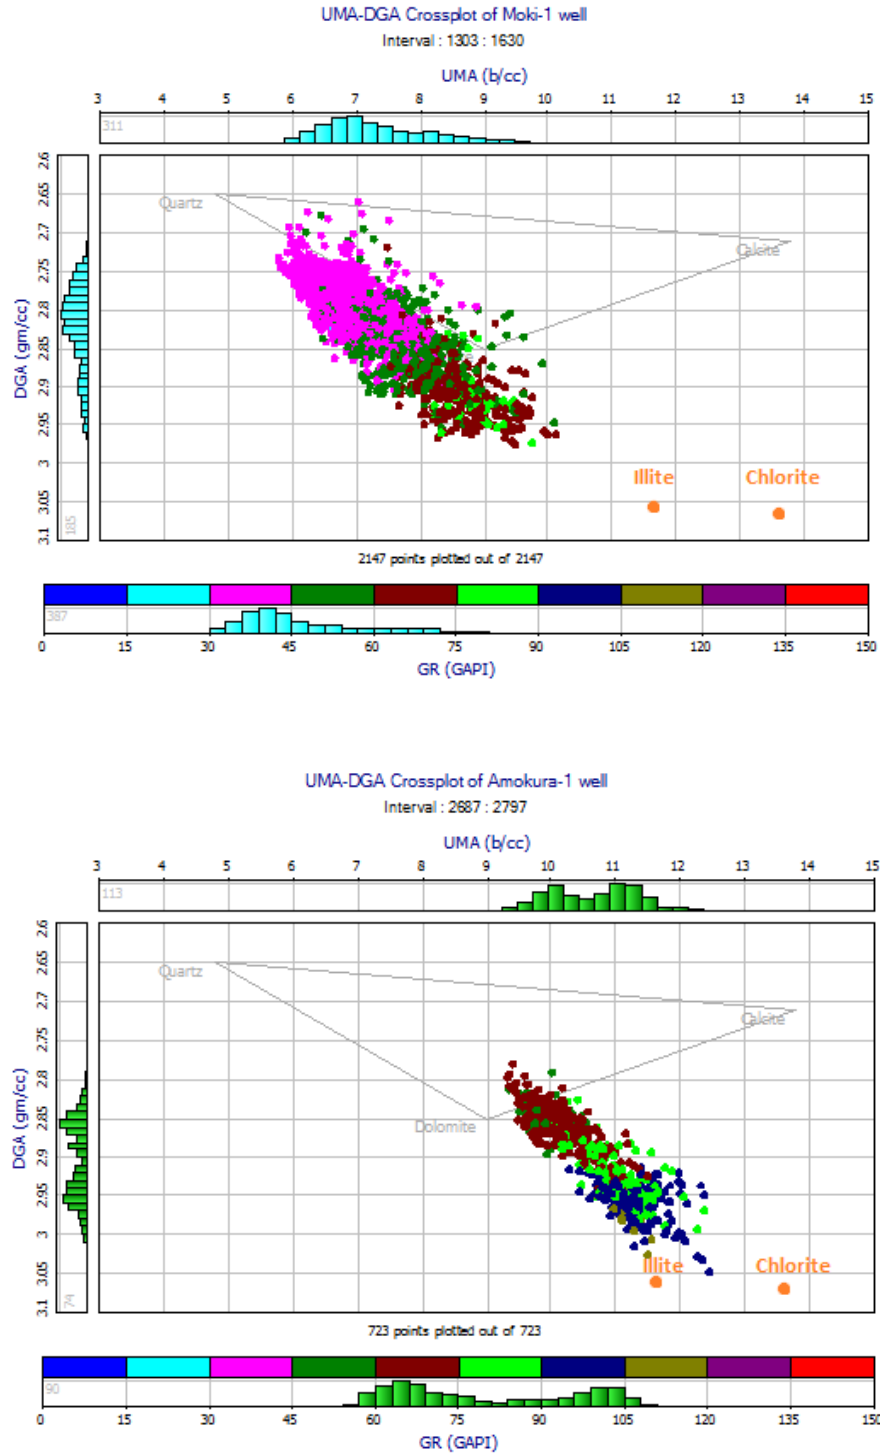 UMA-DGA Crossplot of Moki-1 well
Interval : 1303 : 1630
UMA (b/cc)
3 4 5 6 7 8 9 10 11 12 13 14 15
311
2.6
2.65
2.7
2.75
2.8
2.85
2.9
2.95
3
3.05
3.1
DGA (gm/cc)
185
Quartz
Calcite
Illite
Chlorite
2147 points plotted out of 2147
387
0 15 30 45 60 75 90 105 120 135 150
GR (GAPI)
UMA-DGA Crossplot of Amokura-1 well
Interval : 2687 : 2797
UMA (b/cc)
3 4 5 6 7 8 9 10 11 12 13 14 15
113
2.6
2.65
2.7
2.75
2.8
2.85
2.9
2.95
3
3.05
3.1
DGA (gm/cc)
74
Quartz
Calcite
Dolomite
Illite
Chlorite
723 points plotted out of 723
90
0 15 30 45 60 75 90 105 120 135 150
GR (GAPI)